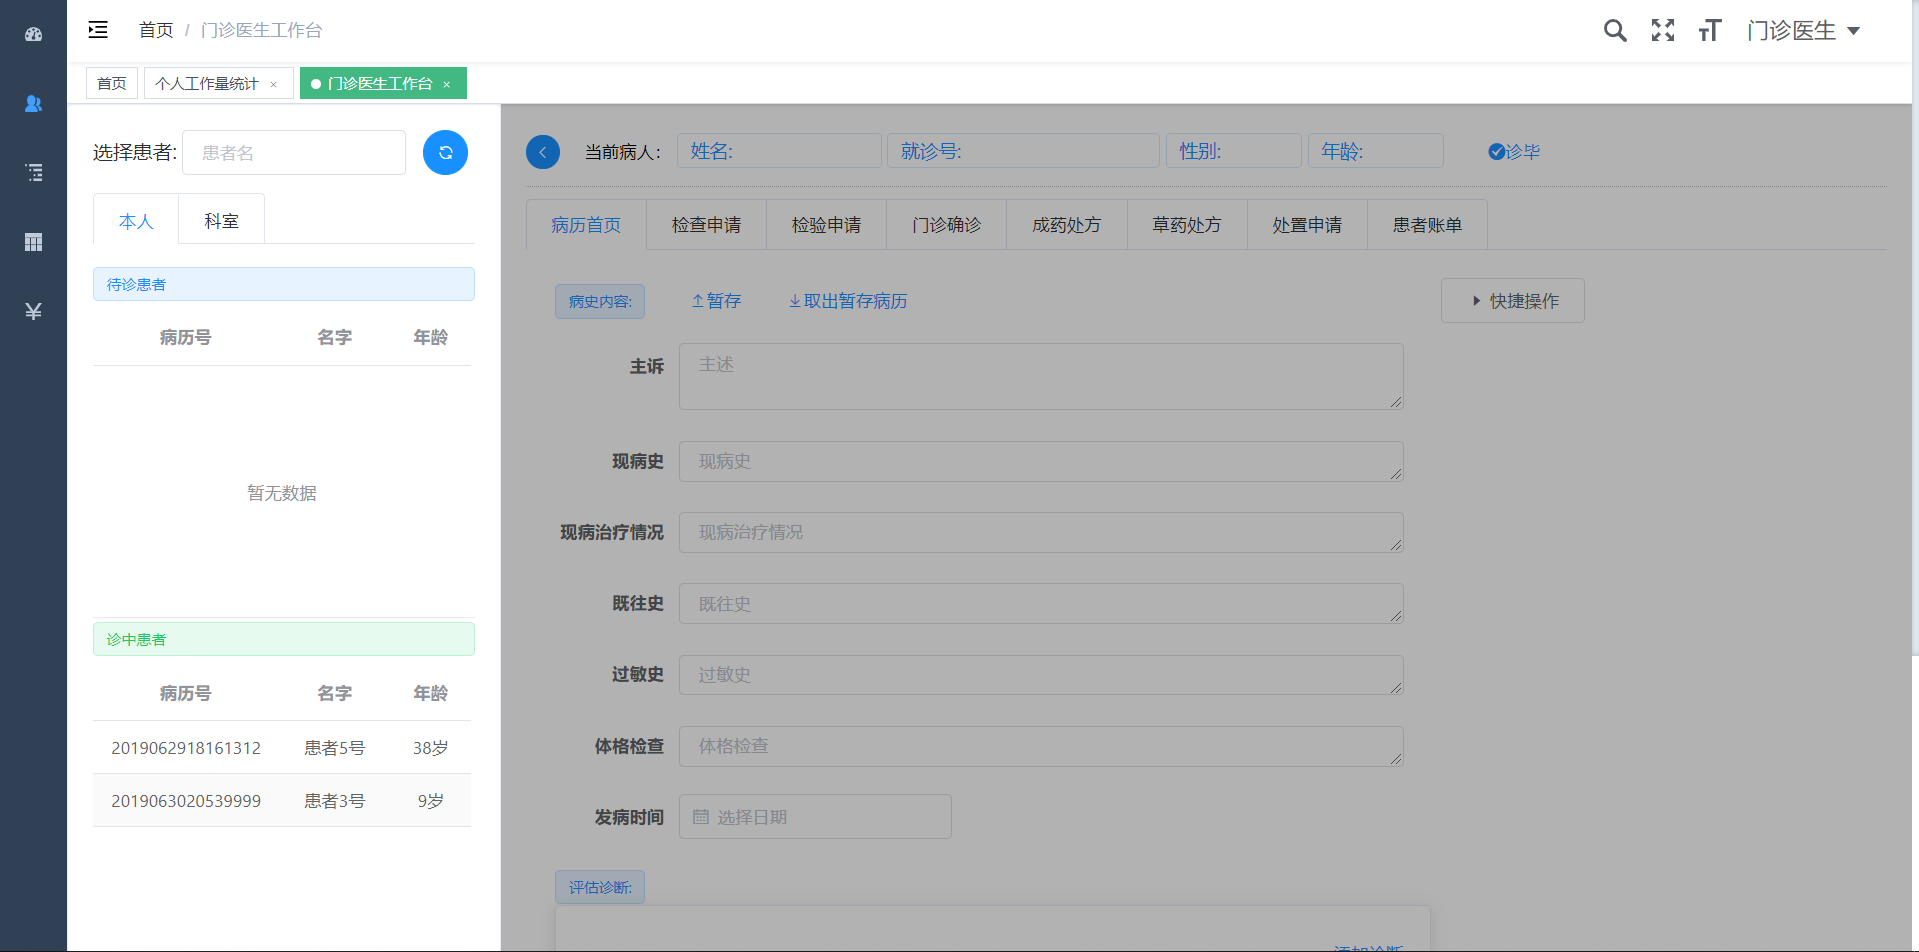 首页 / 门诊医生工作台
门诊医生
首页 个人工作量统计 × 门诊医生工作台 ×
选择患者: 患者名
本人 科室
待诊患者
病历号 名字 年龄
暂无数据
诊中患者
病历号 名字 年龄
2019062918161312 患者5号 38岁
2019063020539999 患者3号 9岁
当前病人: 姓名: 就诊号: 性别: 年龄: 诊毕
病历首页 检查申请 检验申请 门诊确诊 成药处方 草药处方 处置申请 患者账单
病史内容: 暂存 取出暂存病历 快捷操作
主诉 主述
现病史 现病史
现病治疗情况 现病治疗情况
既往史 既往史
过敏史 过敏史
体格检查 体格检查
发病时间 选择日期
评估诊断:
添加诊断